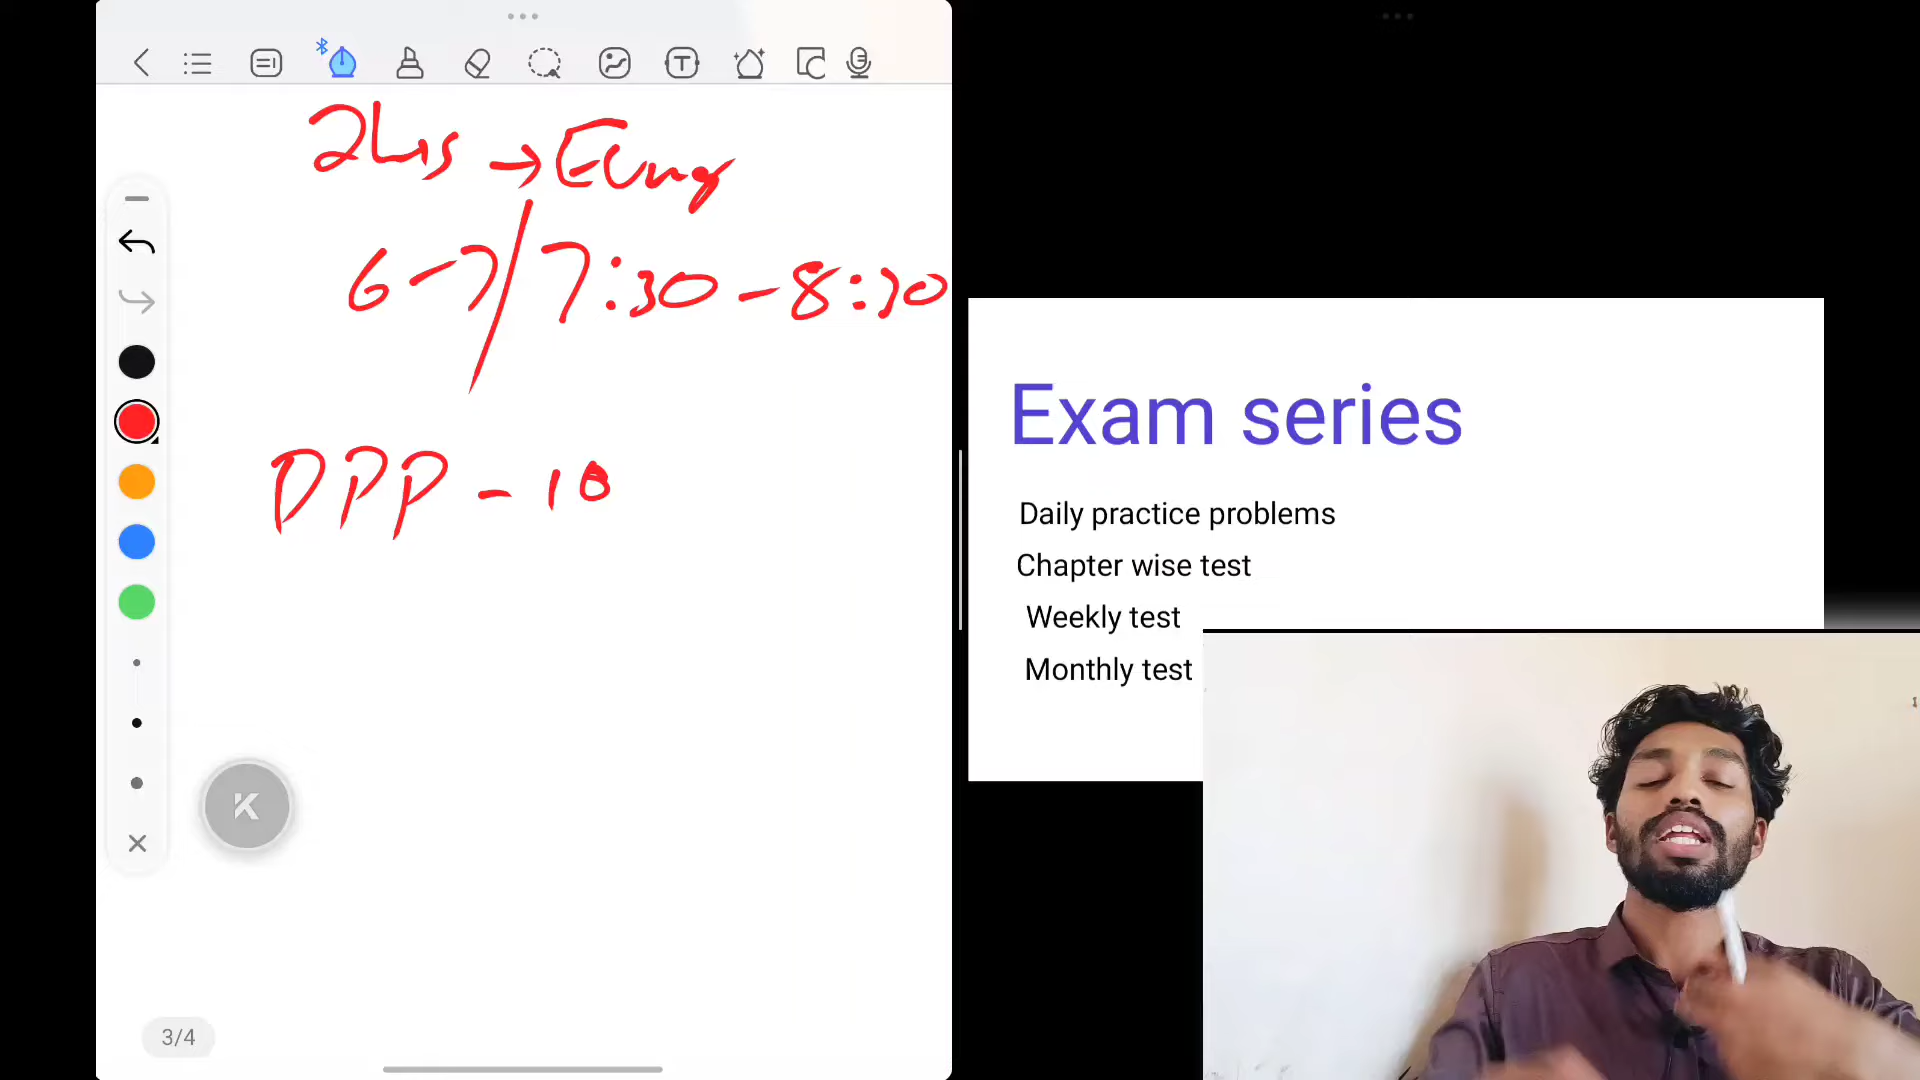 2hrs →
6-7 / 7:30 - 8:30
DPP - 10
3/4
Exam series
Daily practice problems
Chapter wise test
Weekly test
Monthly test